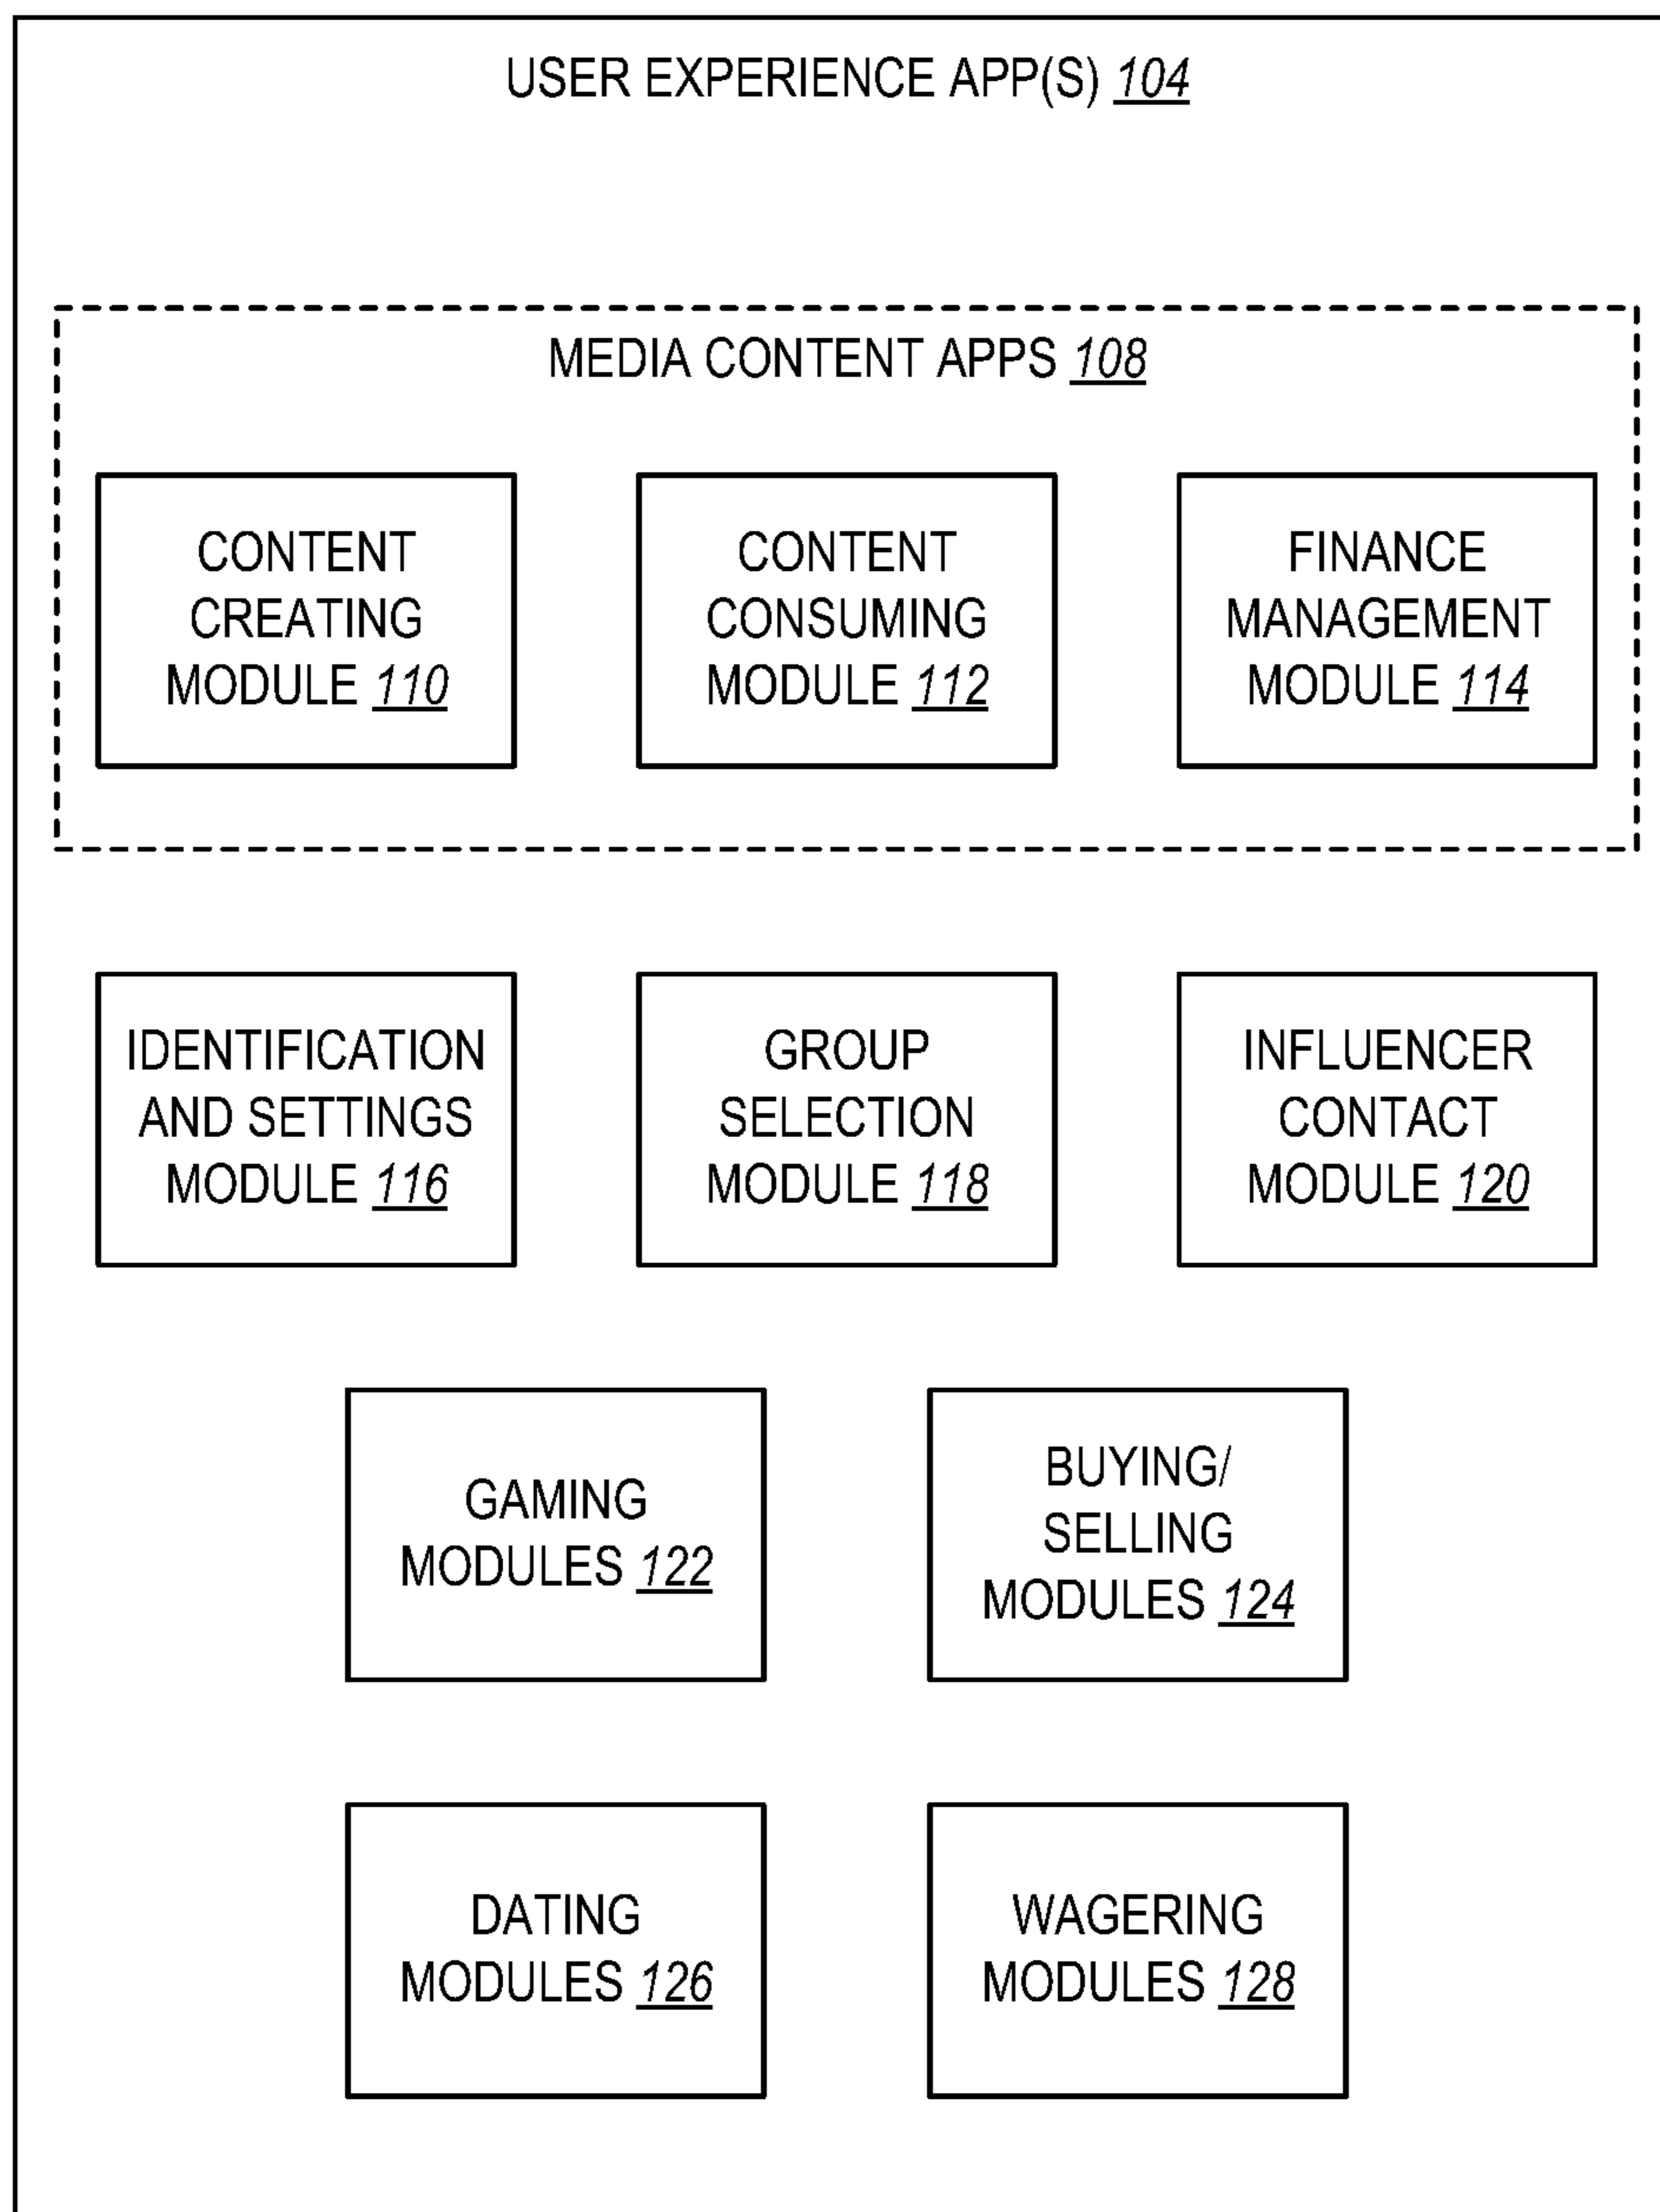 USER EXPERIENCE APP(S) 104
MEDIA CONTENT APPS 108
CONTENT
CREATING
MODULE 110
CONTENT
CONSUMING
MODULE 112
FINANCE
MANAGEMENT
MODULE 114
IDENTIFICATION
AND SETTINGS
MODULE 116
GROUP
SELECTION
MODULE 118
INFLUENCER
CONTACT
MODULE 120
GAMING
MODULES 122
BUYING/
SELLING
MODULES 124
DATING
MODULES 126
WAGERING
MODULES 128